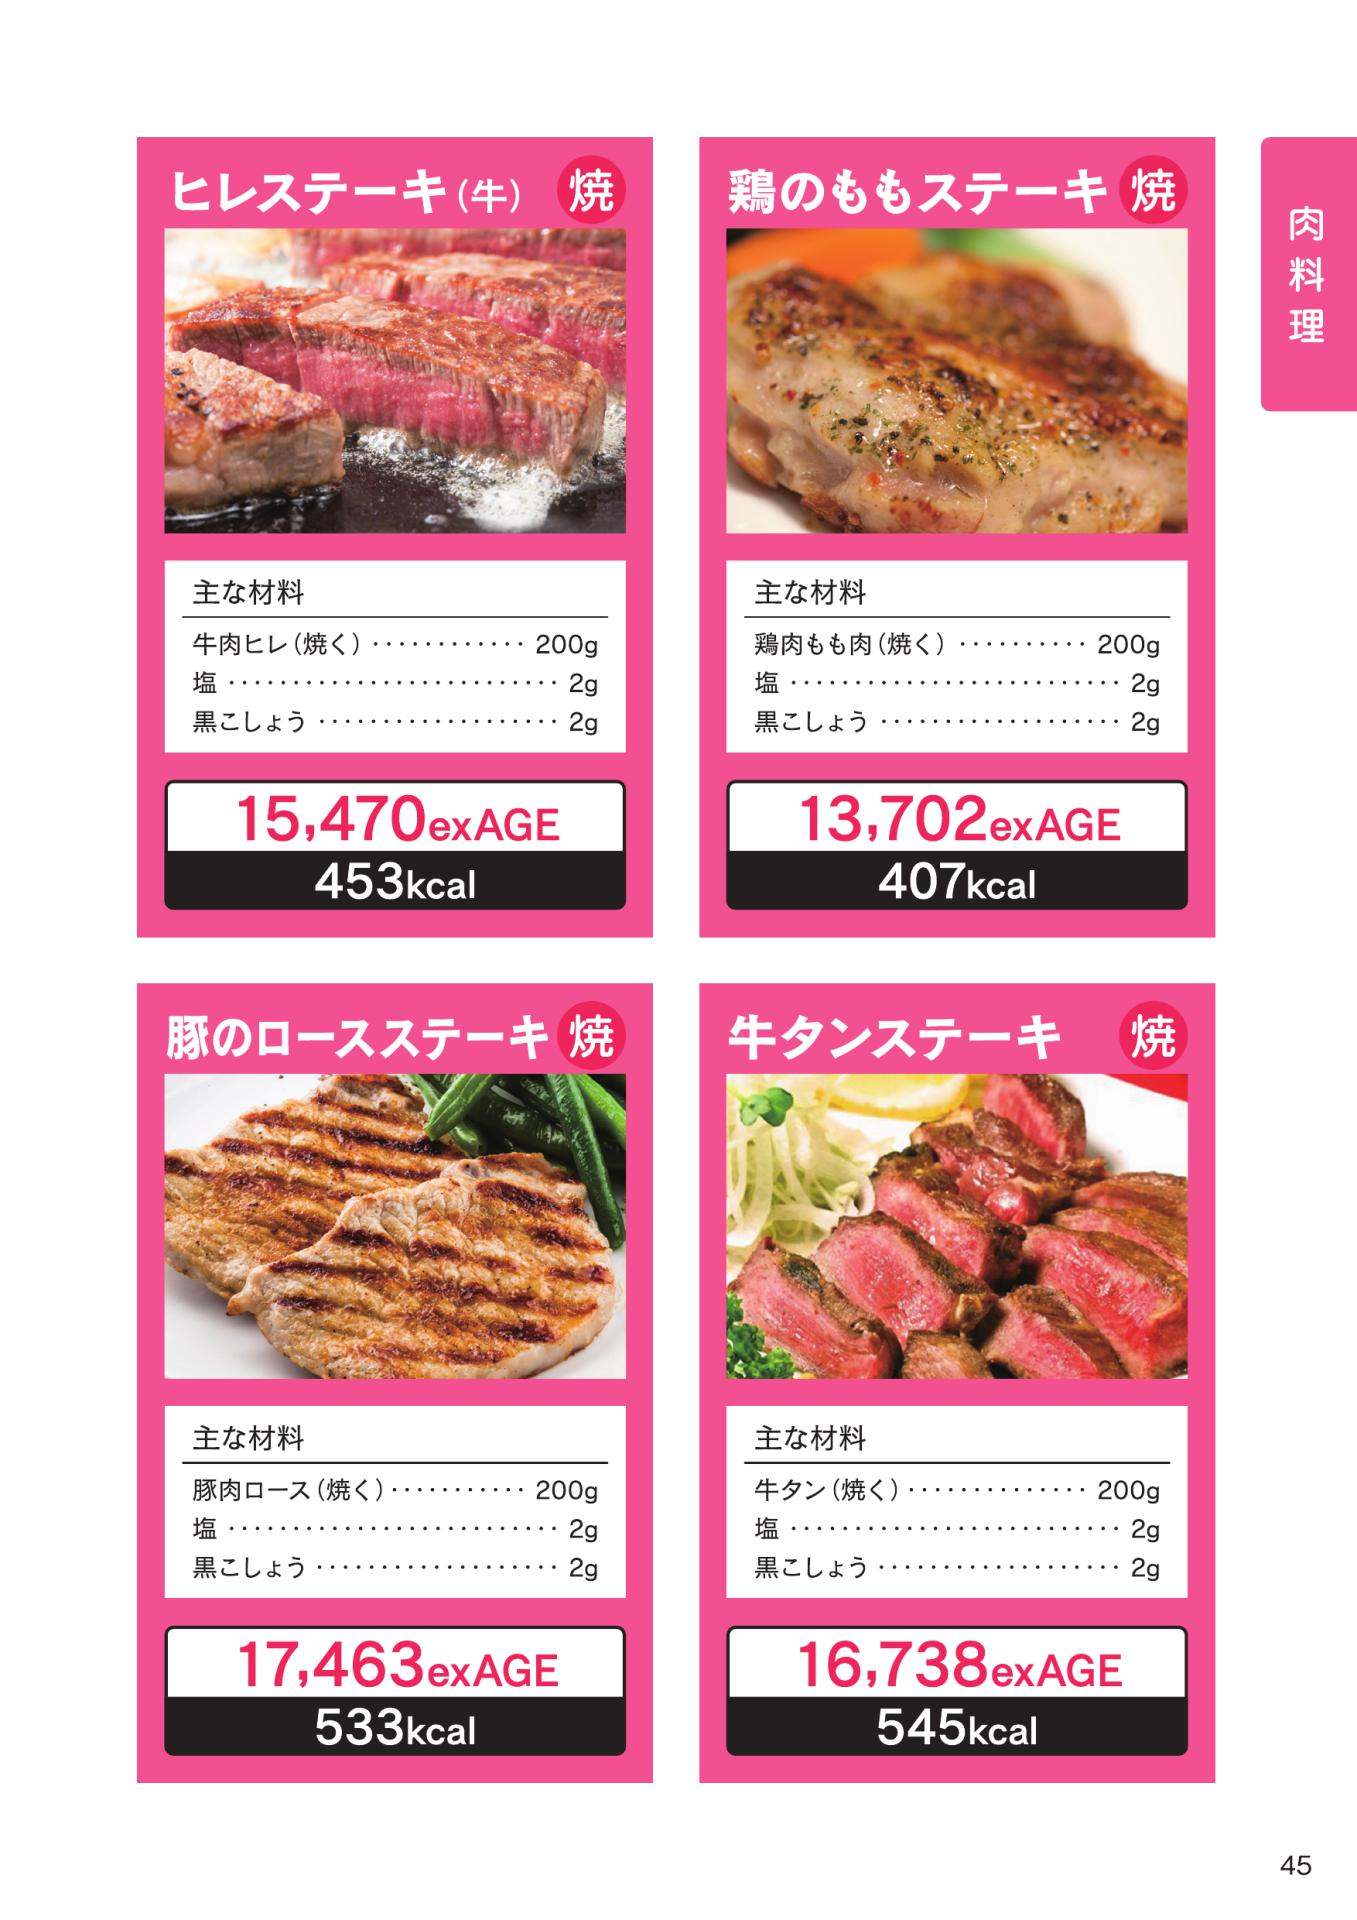 肉料理
ヒレステーキ（牛） 焼
主な材料
牛肉ヒレ（焼く）････････････ 200g
塩 ･･････････････････････････ 2g
黒こしょう ･･･････････････････ 2g
15,470exAGE
453kcal
鶏のももステーキ 焼
主な材料
鶏肉もも肉（焼く）･･････････ 200g
塩 ･･････････････････････････ 2g
黒こしょう ･･･････････････････ 2g
13,702exAGE
407kcal
豚のロースステーキ 焼
主な材料
豚肉ロース（焼く）･･･････････ 200g
塩 ･･････････････････････････ 2g
黒こしょう ･･･････････････････ 2g
17,463exAGE
533kcal
牛タンステーキ 焼
主な材料
牛タン（焼く）･･････････････ 200g
塩 ･･････････････････････････ 2g
黒こしょう ･･･････････････････ 2g
16,738exAGE
545kcal
45